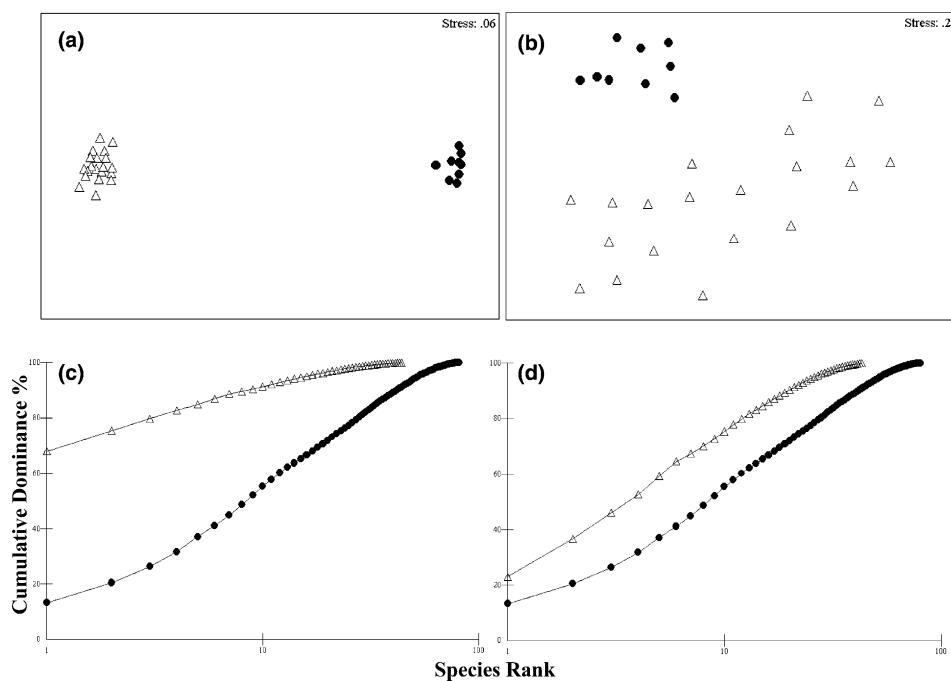 (a)
Stress: .06
(b)
Stress: .2
Cumulative Dominance %
(c)
100
80
60
40
20
0
1
10
100
(d)
100
80
60
40
20
0
1
10
100
Species Rank